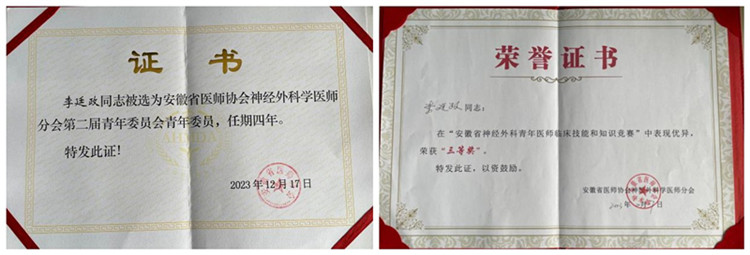 证 书
李廷政同志被选为安徽省医师协会神经外科学医师
分会第二届青年委员会青年委员，任期四年。
特发此证！
2023年12月17日
荣誉证书
李廷政同志：
在“安徽省神经外科青年医师临床技能和知识竞赛”中表现优异，
荣获“三等奖”。
特发此证，以资鼓励。
安徽省医师协会神经外科学医师分会